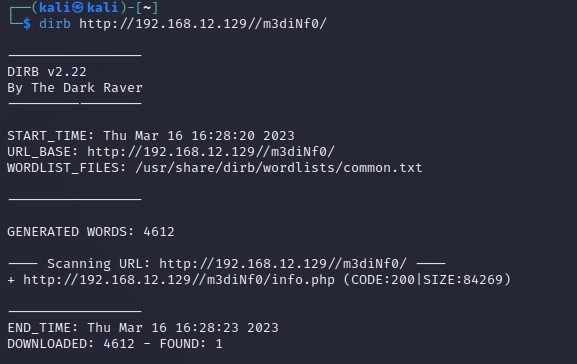 ┌──(kali㉿kali)-[~]
└─$ dirb http://192.168.12.129//m3diNf0/
-----------------
DIRB v2.22
By The Dark Raver
-----------------
START_TIME: Thu Mar 16 16:28:20 2023
URL_BASE: http://192.168.12.129//m3diNf0/
WORDLIST_FILES: /usr/share/dirb/wordlists/common.txt
-----------------
GENERATED WORDS: 4612
---- Scanning URL: http://192.168.12.129//m3diNf0/ ----
+ http://192.168.12.129//m3diNf0/info.php (CODE:200|SIZE:84269)
-----------------
END_TIME: Thu Mar 16 16:28:23 2023
DOWNLOADED: 4612 - FOUND: 1